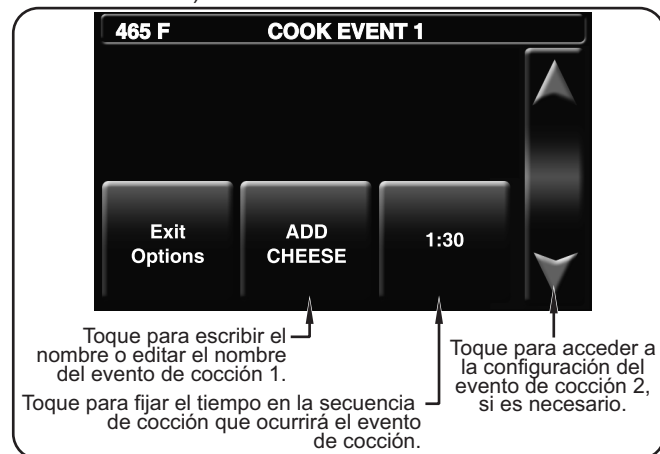 465 F COOK EVENT 1
Exit
Options
ADD
CHEESE
1:30
Toque para escribir el
nombre o editar el nombre
del evento de cocción 1.
Toque para fijar el tiempo en la secuencia
de cocción que ocurrirá el evento
de cocción.
Toque para acceder a
la configuración del
evento de cocción 2,
si es necesario.